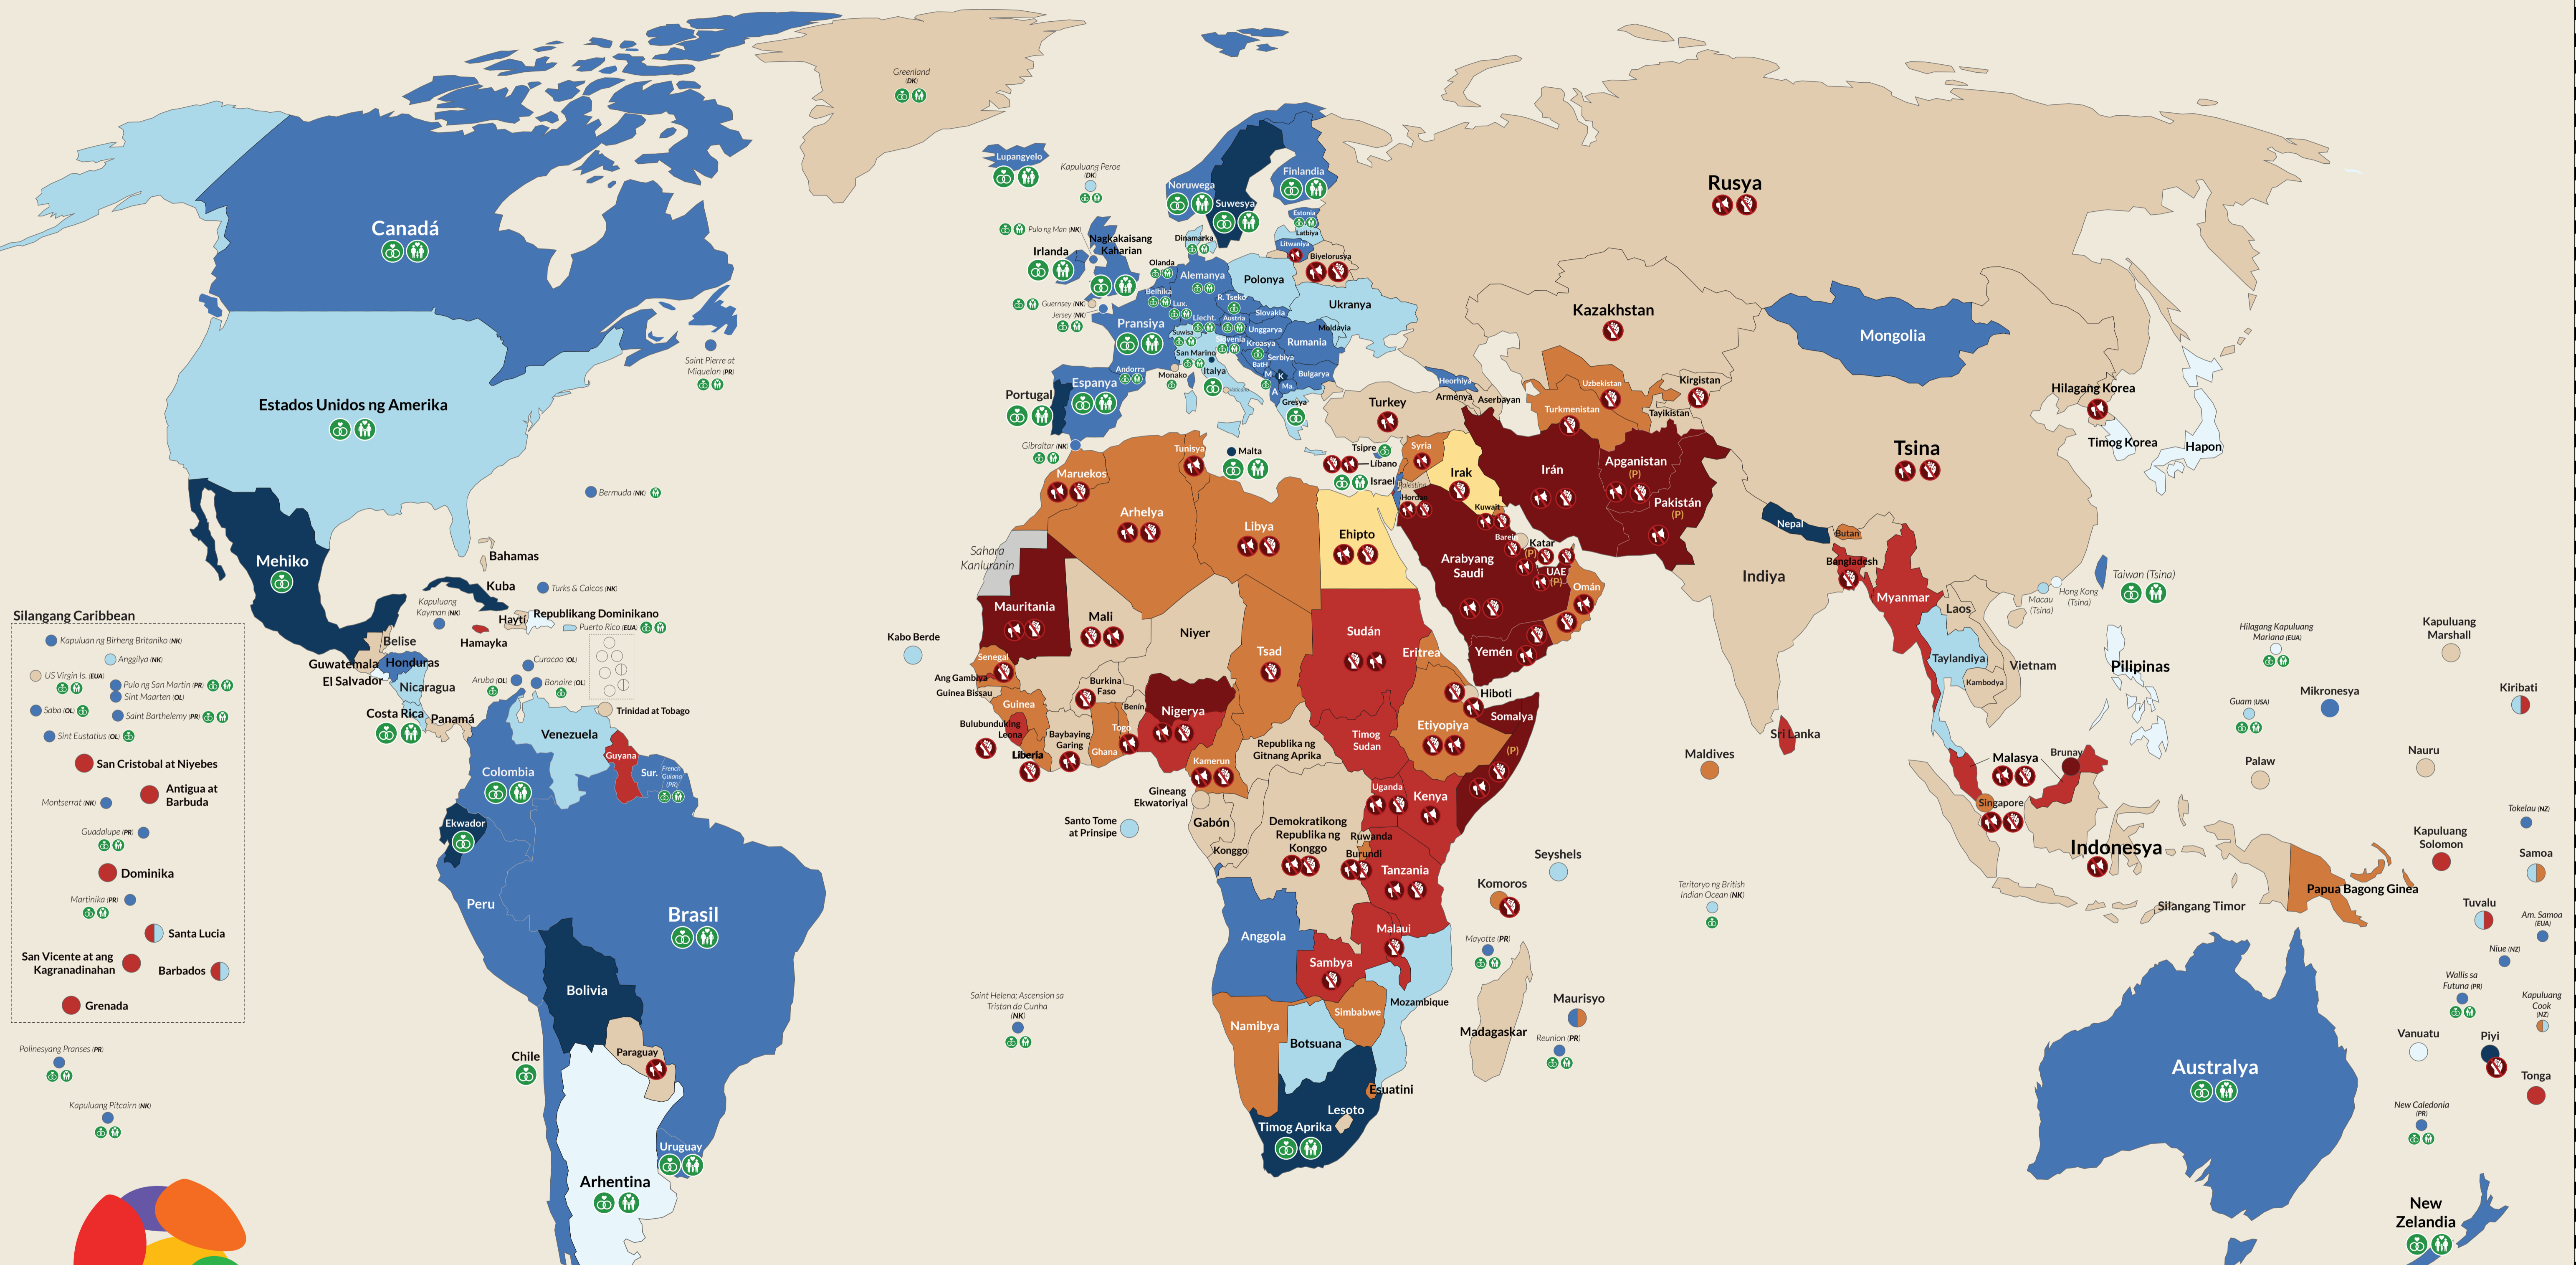 Greenland
(DK)
Canadá
Estados Unidos ng Amerika
Saint Pierre at
Miquelon (PR)
Bermuda (NK)
Mehiko
Bahamas
Kuba
Turks & Caicos (NK)
Kapuluang
Kayman (NK)
Hayti
Republikang Dominikano
Puerto Rico (EUA)
Hamayka
Belise
Guwatemala
Honduras
El Salvador
Nicaragua
Costa Rica
Panamá
Curacao (OL)
Aruba (OL)
Bonaire (OL)
Trinidad at Tobago
Venezuela
Guyana
Sur.
French
Guiana
(PR)
Colombia
Ekwador
Peru
Brasil
Bolivia
Paraguay
Chile
Uruguay
Arhentina
Silangang Caribbean
Kapuluan ng Birheng Britaniko (NK)
Anggilya (NK)
US Virgin Is. (EUA)
Pulo ng San Martin (PR)
Sint Maarten (OL)
Saba (OL)
Saint Barthelemy (PR)
Sint Eustatius (OL)
San Cristobal at Niyebes
Antigua at
Barbuda
Montserrat (NK)
Guadalupe (PR)
Dominika
Martinika (PR)
Santa Lucia
San Vicente at ang
Kagranadinahan
Barbados
Grenada
Polinesyang Pranses (PR)
Kapuluang Pitcairn (NK)
Lupangyelo
Kapuluang Peroe
(DK)
Noruwega
Suwesya
Finlandia
Estonia
Latbiya
Litwaniya
Biyelorusya
Pulo ng Man (NK)
Nagkakaisang
Kaharian
Irlanda
Dinamarka
Olanda
Alemanya
Polonya
Belhika
Lux.
R. Tseko
Ukranya
Guernsey (NK)
Jersey (NK)
Pransiya
Liecht.
Austria
Slovakia
Suwisa
Unggarya
Moldavia
Slovenia
Kroasya
Rumania
San Marino
Serbiya
BatH
Monako
Italya
M
K
Bulgarya
Ma.
A
Andorra
Espanya
Portugal
Gresya
Gibraltar (NK)
Malta
Tsipre
Turkey
Heorhiya
Armenya
Aserbayan
Rusya
Kazakhstan
Uzbekistan
Kirgistan
Turkmenistan
Tayikistan
Mongolia
Tsina
Hilagang Korea
Timog Korea
Hapon
Syria
Líbano
Israel
Palestina
Hordan
Irak
Irán
Apganistan
(P)
Pakistán
(P)
Kuwait
Barein
Katar
(P)
UAE
(P)
Arabyang
Saudi
Omán
Yemén
Nepal
Butan
Bangladesh
Indiya
Myanmar
Laos
Taylandiya
Vietnam
Kambodya
Macau
(Tsina)
Hong Kong
(Tsina)
Taiwan (Tsina)
Pilipinas
Sri Lanka
Maldives
Malasya
Brunay
Singapore
Indonesya
Silangang Timor
Papua Bagong Ginea
Maruekos
Tunisya
Arhelya
Libya
Ehipto
Sahara
Kanluranin
Mauritania
Mali
Niyer
Tsad
Sudán
Eritrea
Kabo Berde
Senegal
Ang Gambiya
Guinea Bissau
Guinea
Bulubunduking
Leona
Liberia
Burkina
Faso
Baybaying
Garing
Ghana
Togo
Benín
Nigerya
Kamerun
Republika ng
Gitnang Aprika
Timog
Sudan
Etiyopiya
Hiboti
Somalya
(P)
Gineang
Ekwatoriyal
Santo Tome
at Prinsipe
Gabón
Konggo
Demokratikong
Republika ng
Konggo
Uganda
Kenya
Ruwanda
Burundi
Tanzania
Seyshels
Komoros
Mayotte (PR)
Anggola
Sambya
Malaui
Mozambique
Madagaskar
Maurisyo
Reunion (PR)
Simbabwe
Namibya
Botsuana
Esuatini
Lesoto
Timog Aprika
Saint Helena; Ascension sa
Tristan da Cunha
(NK)
Teritoryo ng British
Indian Ocean (NK)
Hilagang Kapuluang
Mariana (EUA)
Guam (USA)
Kapuluang
Marshall
Mikronesya
Kiribati
Palaw
Nauru
Tokelau (NZ)
Kapuluang
Solomon
Samoa
Tuvalu
Am. Samoa
(EUA)
Niue (NZ)
Wallis sa
Futuna (PR)
Kapuluang
Cook
(NZ)
Vanuatu
Piyi
Tonga
New Caledonia
(PR)
Australya
New
Zelandia